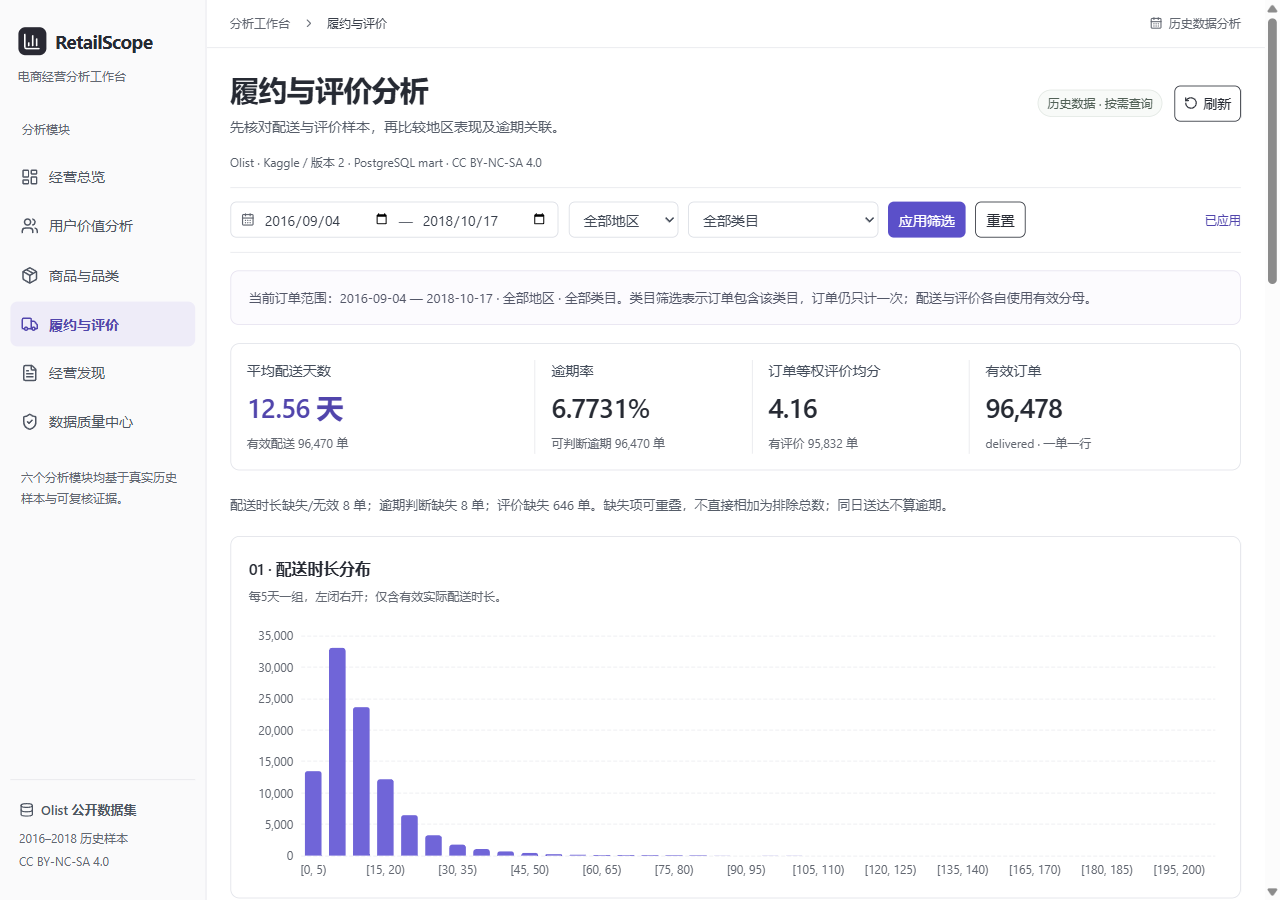 RetailScope
电商经营分析工作台
分析模块
经营总览
用户价值分析
商品与品类
履约与评价
经营发现
数据质量中心
六个分析模块均基于真实历史
样本与可复核证据。
Olist 公开数据集
2016–2018 历史样本
CC BY-NC-SA 4.0
分析工作台 > 履约与评价
历史数据分析
履约与评价分析
先核对配送与评价样本，再比较地区表现及逾期关联。
Olist · Kaggle / 版本 2 · PostgreSQL mart · CC BY-NC-SA 4.0
历史数据 · 按需查询
刷新
2016/09/04 — 2018/10/17
全部地区
全部类目
应用筛选
重置
已应用
当前订单范围：2016-09-04 — 2018-10-17 · 全部地区 · 全部类目。类目筛选表示订单包含该类目，订单仍只计一次；配送与评价各自使用有效分母。
平均配送天数
12.56 天
有效配送 96,470 单
逾期率
6.7731%
可判断逾期 96,470 单
订单等权评价均分
4.16
有评价 95,832 单
有效订单
96,478
delivered · 一单一行
配送时长缺失/无效 8 单；逾期判断缺失 8 单；评价缺失 646 单。缺失项可重叠，不直接相加为排除总数；同日送达不算逾期。
01 · 配送时长分布
每5天一组，左闭右开；仅含有效实际配送时长。
35,000
30,000
25,000
20,000
15,000
10,000
5,000
0
[0, 5) [15, 20) [30, 35) [45, 50) [60, 65) [75, 80) [90, 95) [105, 110) [120, 125) [135, 140) [165, 170) [180, 185) [195, 200)